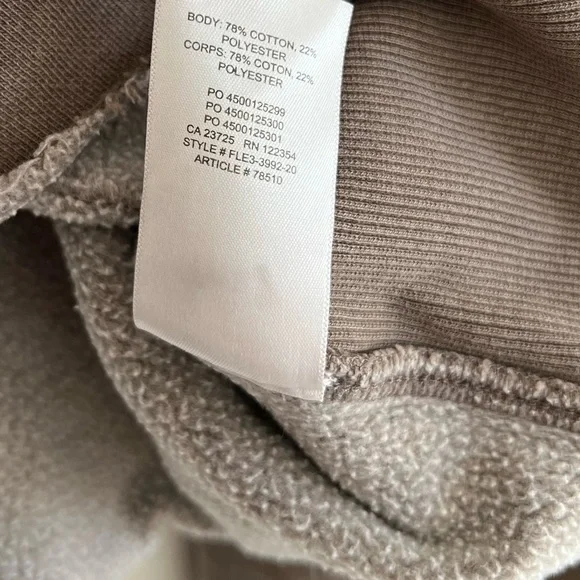 BODY: 78% COTTON, 22%
POLYESTER
CORPS: 78% COTON, 22%
POLYESTER
PO 4500125299
PO 4500125300
PO 4500125301
CA 23725 RN 122354
STYLE # FLE3-3992-20
ARTICLE # 78510